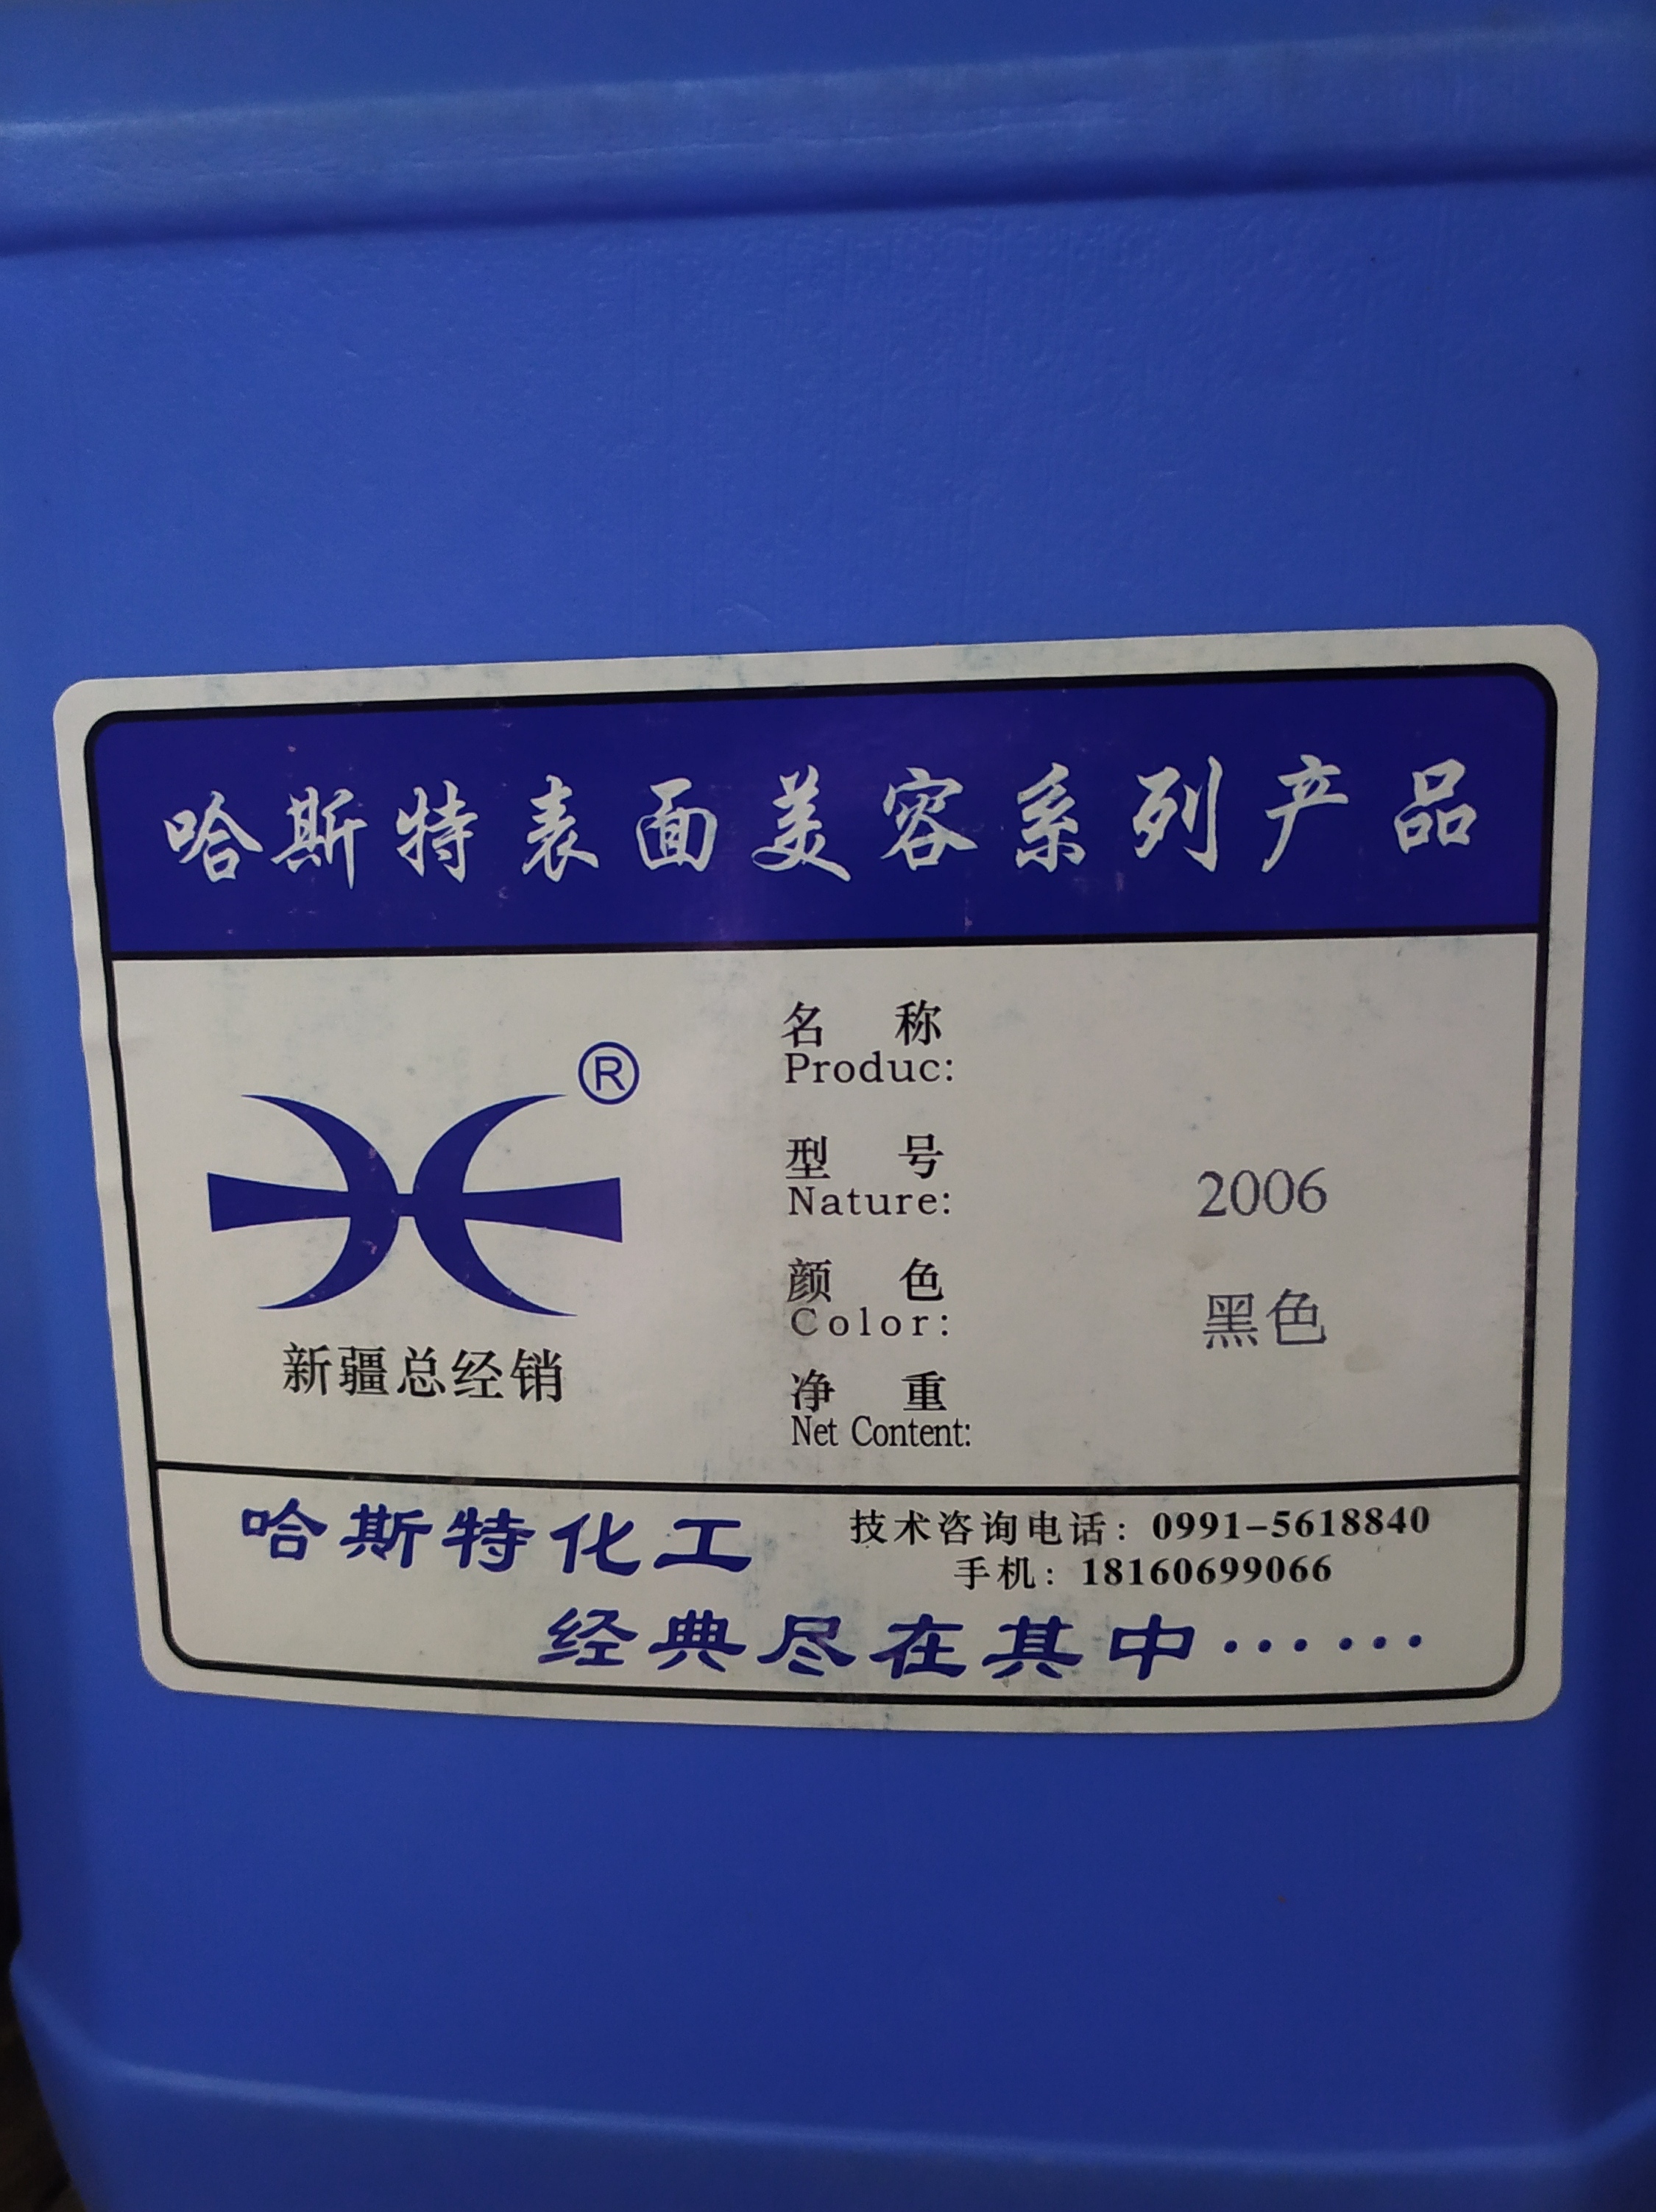 哈斯特表面美容系列产品
®
新疆总经销
名称
Produc:
型号 2006
Nature:
颜色 黑色
Color:
净重
Net Content:
哈斯特化工
技术咨询电话：0991-5618840
手机：18160699066
经典尽在其中……